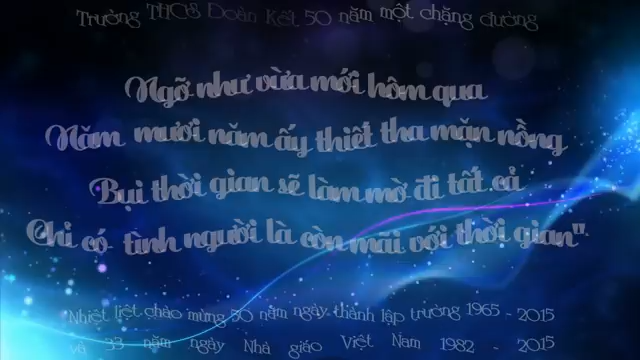 Trường THCS Đoàn Kết 50 năm một chặng đường
Ngỡ như vừa mới hôm qua
Năm mươi năm ấy thiết tha mặn nồng
Bụi thời gian sẽ làm mờ đi tất cả
Chỉ có tình người là còn mãi với thời gian"
Nhiệt liệt chào mừng 50 năm ngày thành lập trường 1965 - 2015
và 33 năm ngày Nhà giáo Việt Nam 1982 - 2015